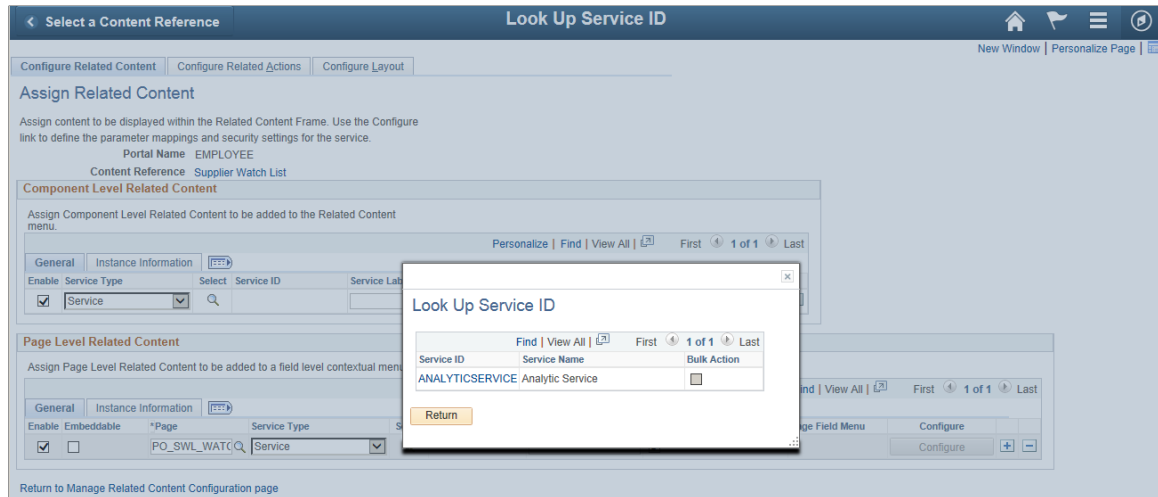 Select a Content Reference
Look Up Service ID
New Window | Personalize Page |
Configure Related Content
Configure Related Actions
Configure Layout
Assign Related Content
Assign content to be displayed within the Related Content Frame. Use the Configure
link to define the parameter mappings and security settings for the service.
Portal Name EMPLOYEE
Content Reference Supplier Watch List
Component Level Related Content
Assign Component Level Related Content to be added to the Related Content
menu.
Personalize | Find | View All | First 1 of 1 Last
General Instance Information
Enable Service Type Select Service ID Service Lab
Service
Look Up Service ID
Find | View All | First 1 of 1 Last
Service ID Service Name Bulk Action
ANALYTICSERVICE Analytic Service
Return
Page Level Related Content
Assign Page Level Related Content to be added to a field level contextual menu
ind | View All | First 1 of 1 Last
General Instance Information
Enable Embeddable *Page Service Type S ge Field Menu Configure
PO_SWL_WATC Service Configure
Return to Manage Related Content Configuration page